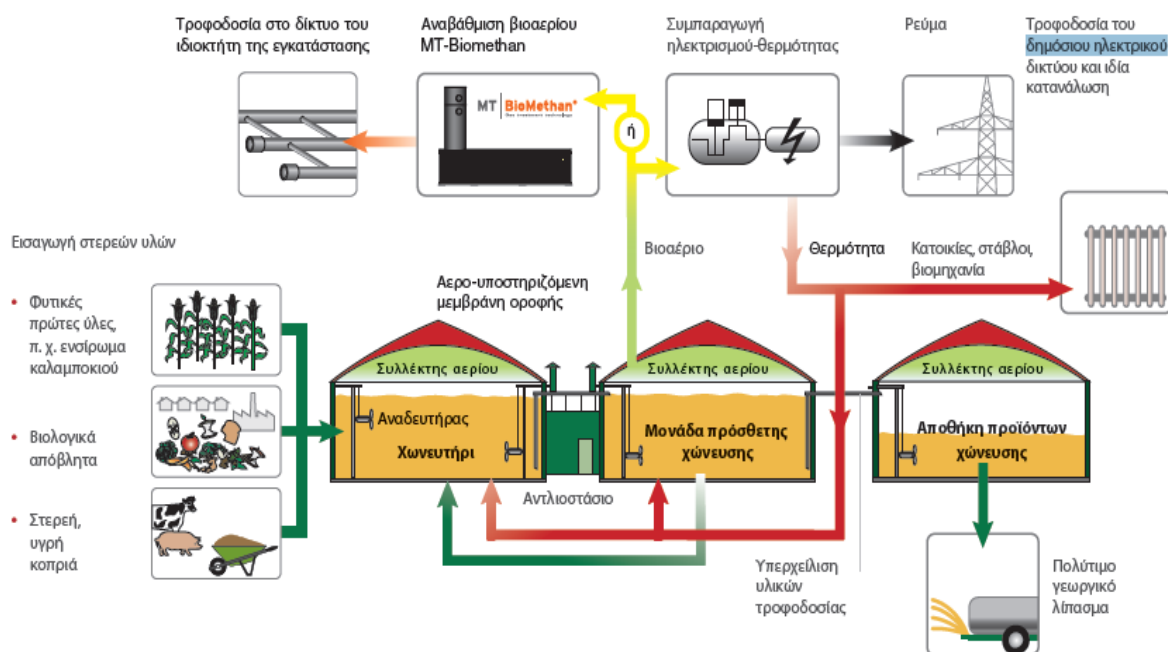 Τροφοδοσία στο δίκτυο του
ιδιοκτήτη της εγκατάστασης
Αναβάθμιση βιοαερίου
MT-Biomethan
Συμπαραγωγή
ηλεκτρισμού-θερμότητας
Ρεύμα
Τροφοδοσία του
δημόσιου ηλεκτρικού
δικτύου και ιδία
κατανάλωση
MT BioMethan
ή
Εισαγωγή στερεών υλών
Βιοαέριο
Θερμότητα
Κατοικίες, στάβλοι,
βιομηχανία
Αερο-υποστηριζόμενη
μεμβράνη οροφής
• Φυτικές
πρώτες ύλες,
π. χ. ενσίρωμα
καλαμποκιού
• Βιολογικά
απόβλητα
• Στερεή,
υγρή
κοπριά
Συλλέκτης αερίου
Αναδευτήρας
Χωνευτήρι
Αντλιοστάσιο
Συλλέκτης αερίου
Μονάδα πρόσθετης
χώνευσης
Συλλέκτης αερίου
Αποθήκη προϊόντων
χώνευσης
Υπερχείλιση
υλικών
τροφοδοσίας
Πολύτιμο
γεωργικό
λίπασμα